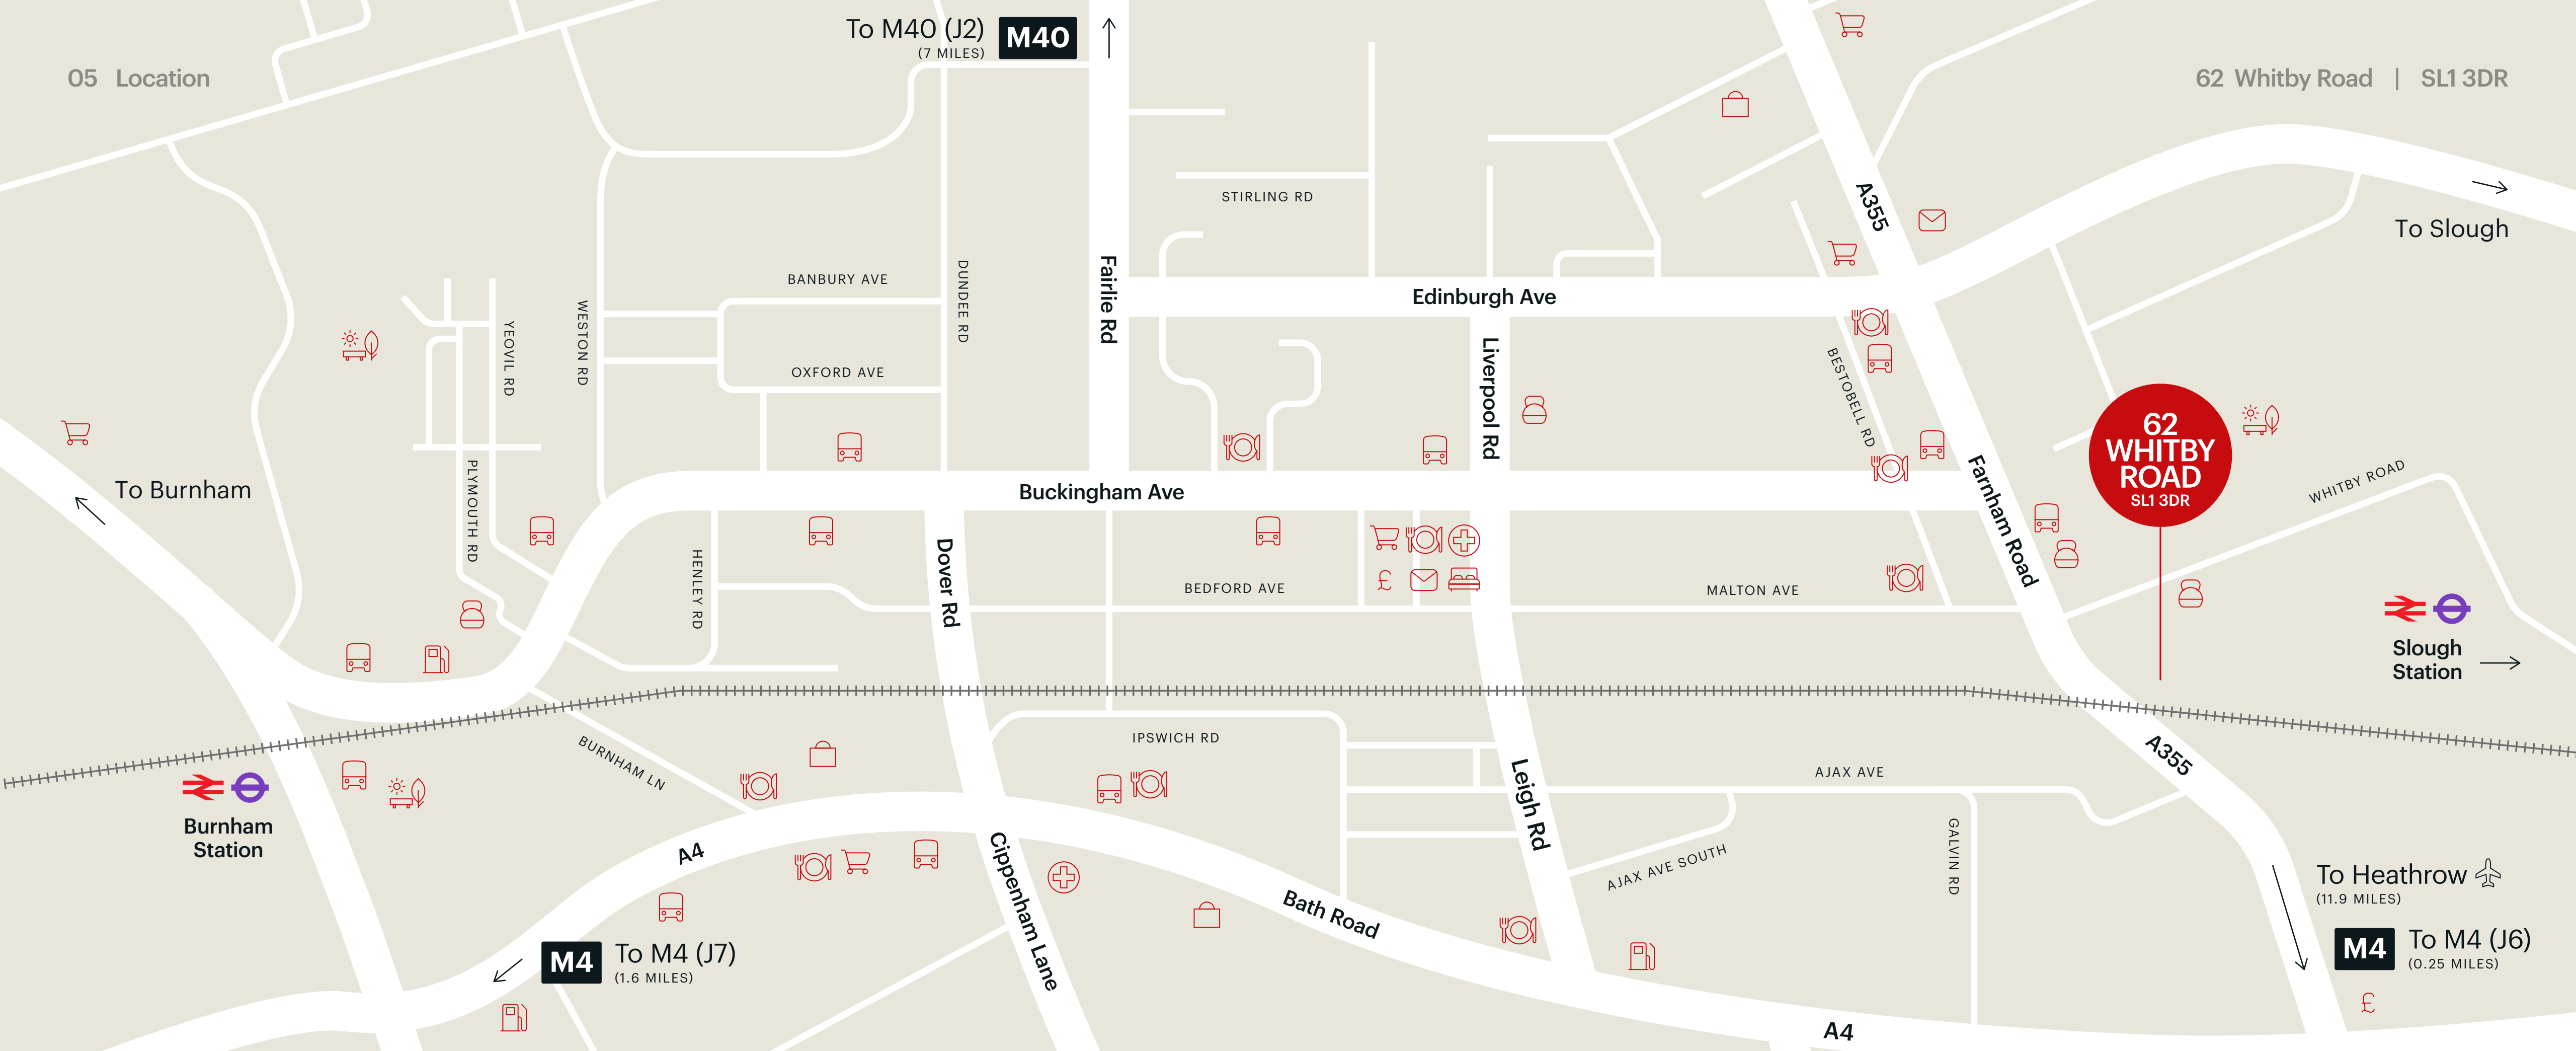 05 Location
To M40 (J2)
(7 MILES)
M40
62 Whitby Road | SL1 3DR
A355
To Slough
STIRLING RD
BANBURY AVE
DUNDEE RD
Fairlie Rd
Edinburgh Ave
YEOVIL RD
WESTON RD
OXFORD AVE
Liverpool Rd
BESTOBELL RD
62
WHITBY
ROAD
SL1 3DR
To Burnham
PLYMOUTH RD
Buckingham Ave
Farnham Road
WHITBY ROAD
HENLEY RD
Dover Rd
BEDFORD AVE
£
MALTON AVE
Slough
Station
BURNHAM LN
IPSWICH RD
Leigh Rd
AJAX AVE
A355
Burnham
Station
A4
Cippenham Lane
Bath Road
AJAX AVE SOUTH
GALVIN RD
To Heathrow
(11.9 MILES)
M4
To M4 (J7)
(1.6 MILES)
M4
To M4 (J6)
(0.25 MILES)
£
A4